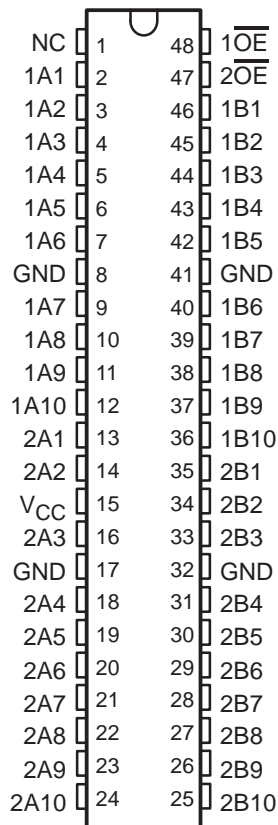 NC 1 48 1OE
1A1 2 47 2OE
1A2 3 46 1B1
1A3 4 45 1B2
1A4 5 44 1B3
1A5 6 43 1B4
1A6 7 42 1B5
GND 8 41 GND
1A7 9 40 1B6
1A8 10 39 1B7
1A9 11 38 1B8
1A10 12 37 1B9
2A1 13 36 1B10
2A2 14 35 2B1
VCC 15 34 2B2
2A3 16 33 2B3
GND 17 32 GND
2A4 18 31 2B4
2A5 19 30 2B5
2A6 20 29 2B6
2A7 21 28 2B7
2A8 22 27 2B8
2A9 23 26 2B9
2A10 24 25 2B10